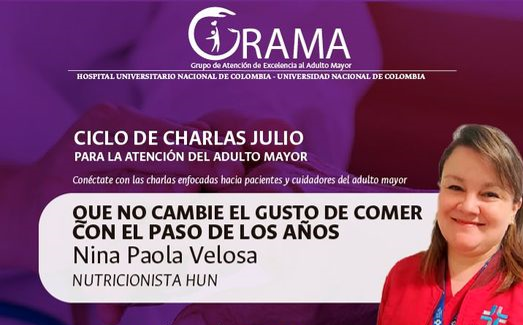 GRAMA
Grupo de Atención de Excelencia al Adulto Mayor
HOSPITAL UNIVERSITARIO NACIONAL DE COLOMBIA - UNIVERSIDAD NACIONAL DE COLOMBIA
CICLO DE CHARLAS JULIO
PARA LA ATENCIÓN DEL ADULTO MAYOR
Conéctate con las charlas enfocadas hacia pacientes y cuidadores del adulto mayor
QUE NO CAMBIE EL GUSTO DE COMER
CON EL PASO DE LOS AÑOS
Nina Paola Velosa
NUTRICIONISTA HUN